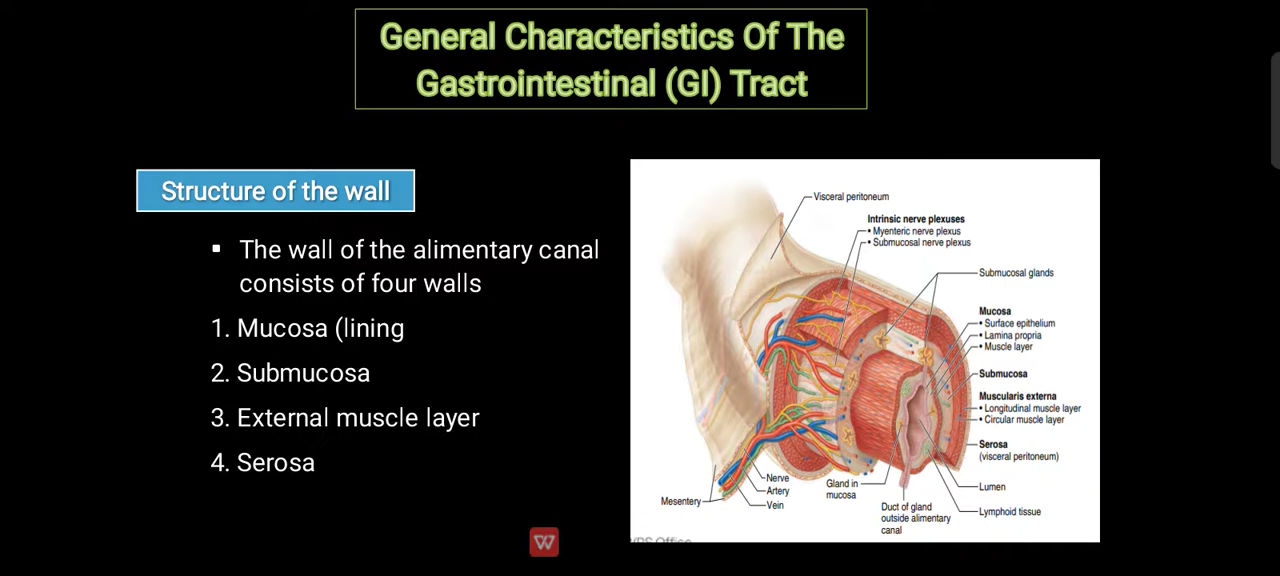 General Characteristics Of The
Gastrointestinal (GI) Tract
Structure of the wall
▪ The wall of the alimentary canal
consists of four walls
1. Mucosa (lining
2. Submucosa
3. External muscle layer
4. Serosa
Visceral peritoneum
Intrinsic nerve plexuses
• Myenteric nerve plexus
• Submucosal nerve plexus
Submucosal glands
Mucosa
• Surface epithelium
• Lamina propria
• Muscle layer
Submucosa
Muscularis externa
• Longitudinal muscle layer
• Circular muscle layer
Serosa
(visceral peritoneum)
Lumen
Lymphoid tissue
Duct of gland
outside alimentary
canal
Gland in
mucosa
Nerve
Artery
Vein
Mesentery
W
WPS Office